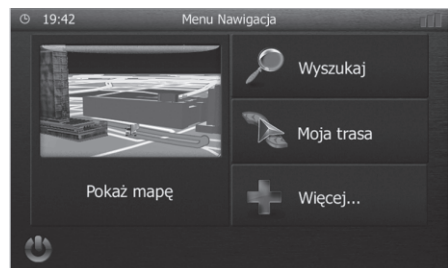 19:42
Menu Nawigacja
Wyszukaj
Moja trasa
Pokaż mapę
Więcej...